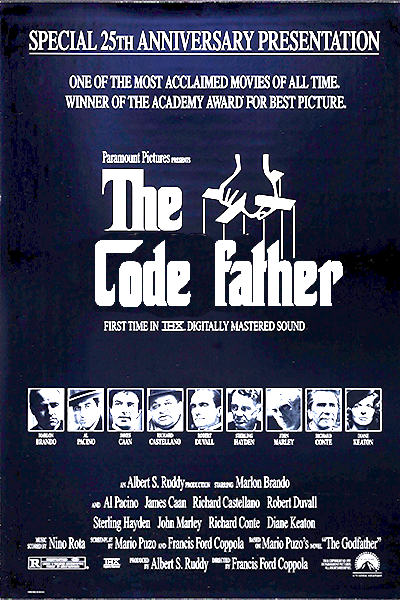 SPECIAL 25TH ANNIVERSARY PRESENTATION
ONE OF THE MOST ACCLAIMED MOVIES OF ALL TIME.
WINNER OF THE ACADEMY AWARD FOR BEST PICTURE.
Paramount Pictures PRESENTS
The
Code father
FIRST TIME IN THX DIGITALLY MASTERED SOUND
MARLON BRANDO AL PACINO JAMES CAAN RICHARD CASTELLANO ROBERT DUVALL STERLING HAYDEN JOHN MARLEY RICHARD CONTE DIANE KEATON
AN Albert S. Ruddy PRODUCTION STARRING Marlon Brando
AND Al Pacino James Caan Richard Castellano Robert Duvall
Sterling Hayden John Marley Richard Conte Diane Keaton
MUSIC SCORED BY Nino Rota SCREENPLAY BY Mario Puzo AND Francis Ford Coppola BASED ON Mario Puzo's NOVEL "The Godfather"
R RESTRICTED THX PRODUCED BY Albert S. Ruddy DIRECTED BY Francis Ford Coppola Paramount